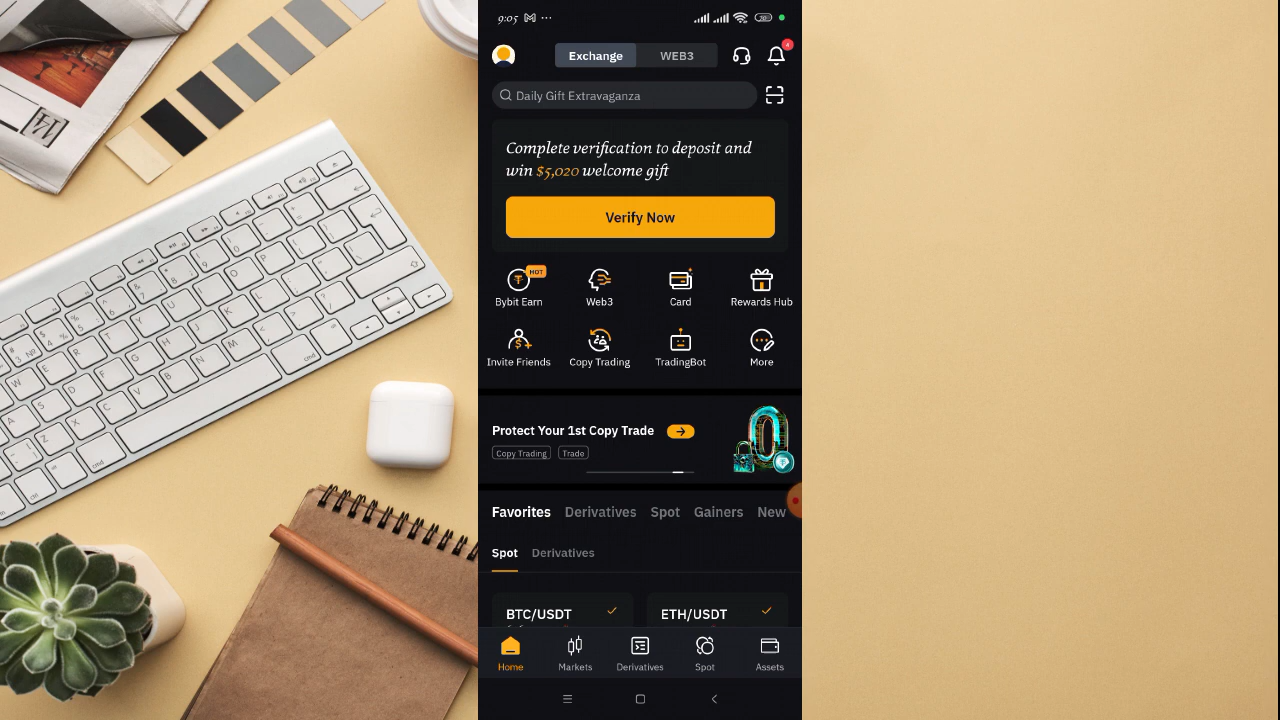 9:05
Exchange WEB3
4
Daily Gift Extravaganza
Complete verification to deposit and
win $5,020 welcome gift
Verify Now
HOT
Bybit Earn Web3 Card Rewards Hub
Invite Friends Copy Trading TradingBot More
Protect Your 1st Copy Trade
Copy Trading Trade
Favorites Derivatives Spot Gainers New
Spot Derivatives
BTC/USDT ETH/USDT
Home Markets Derivatives Spot Assets